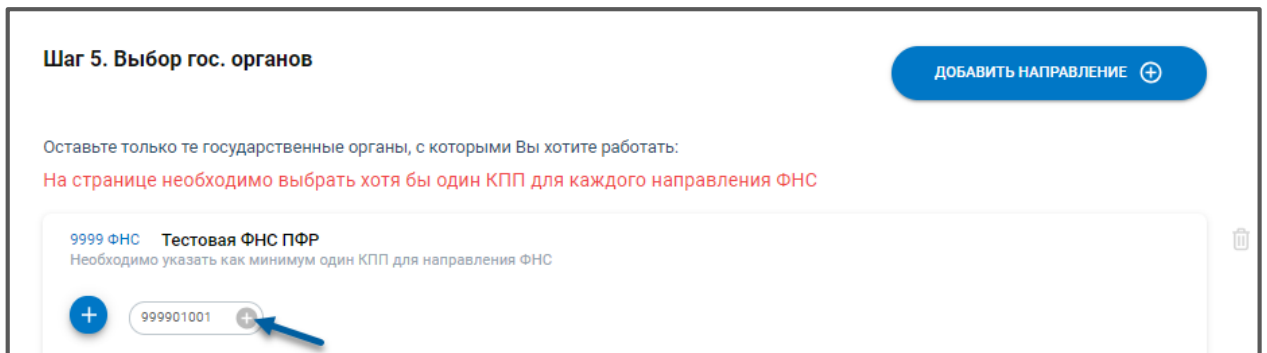 Шаг 5. Выбор гос. органов
ДОБАВИТЬ НАПРАВЛЕНИЕ
Оставьте только те государственные органы, с которыми Вы хотите работать:
На странице необходимо выбрать хотя бы один КПП для каждого направления ФНС
9999 ФНС Тестовая ФНС ПФР
Необходимо указать как минимум один КПП для направления ФНС
999901001